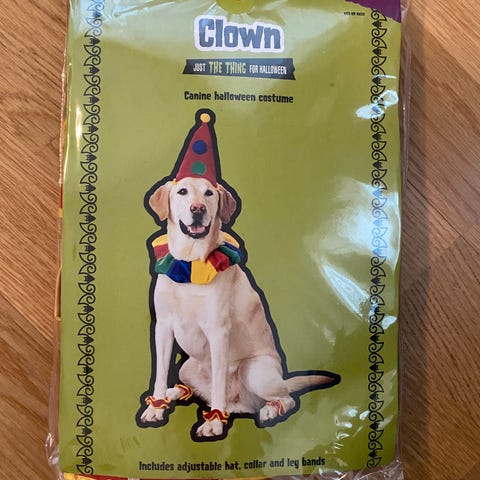 Clown
JUST THE THING FOR HALLOWEEN
Canine halloween costume
Includes adjustable hat, collar and leg bands